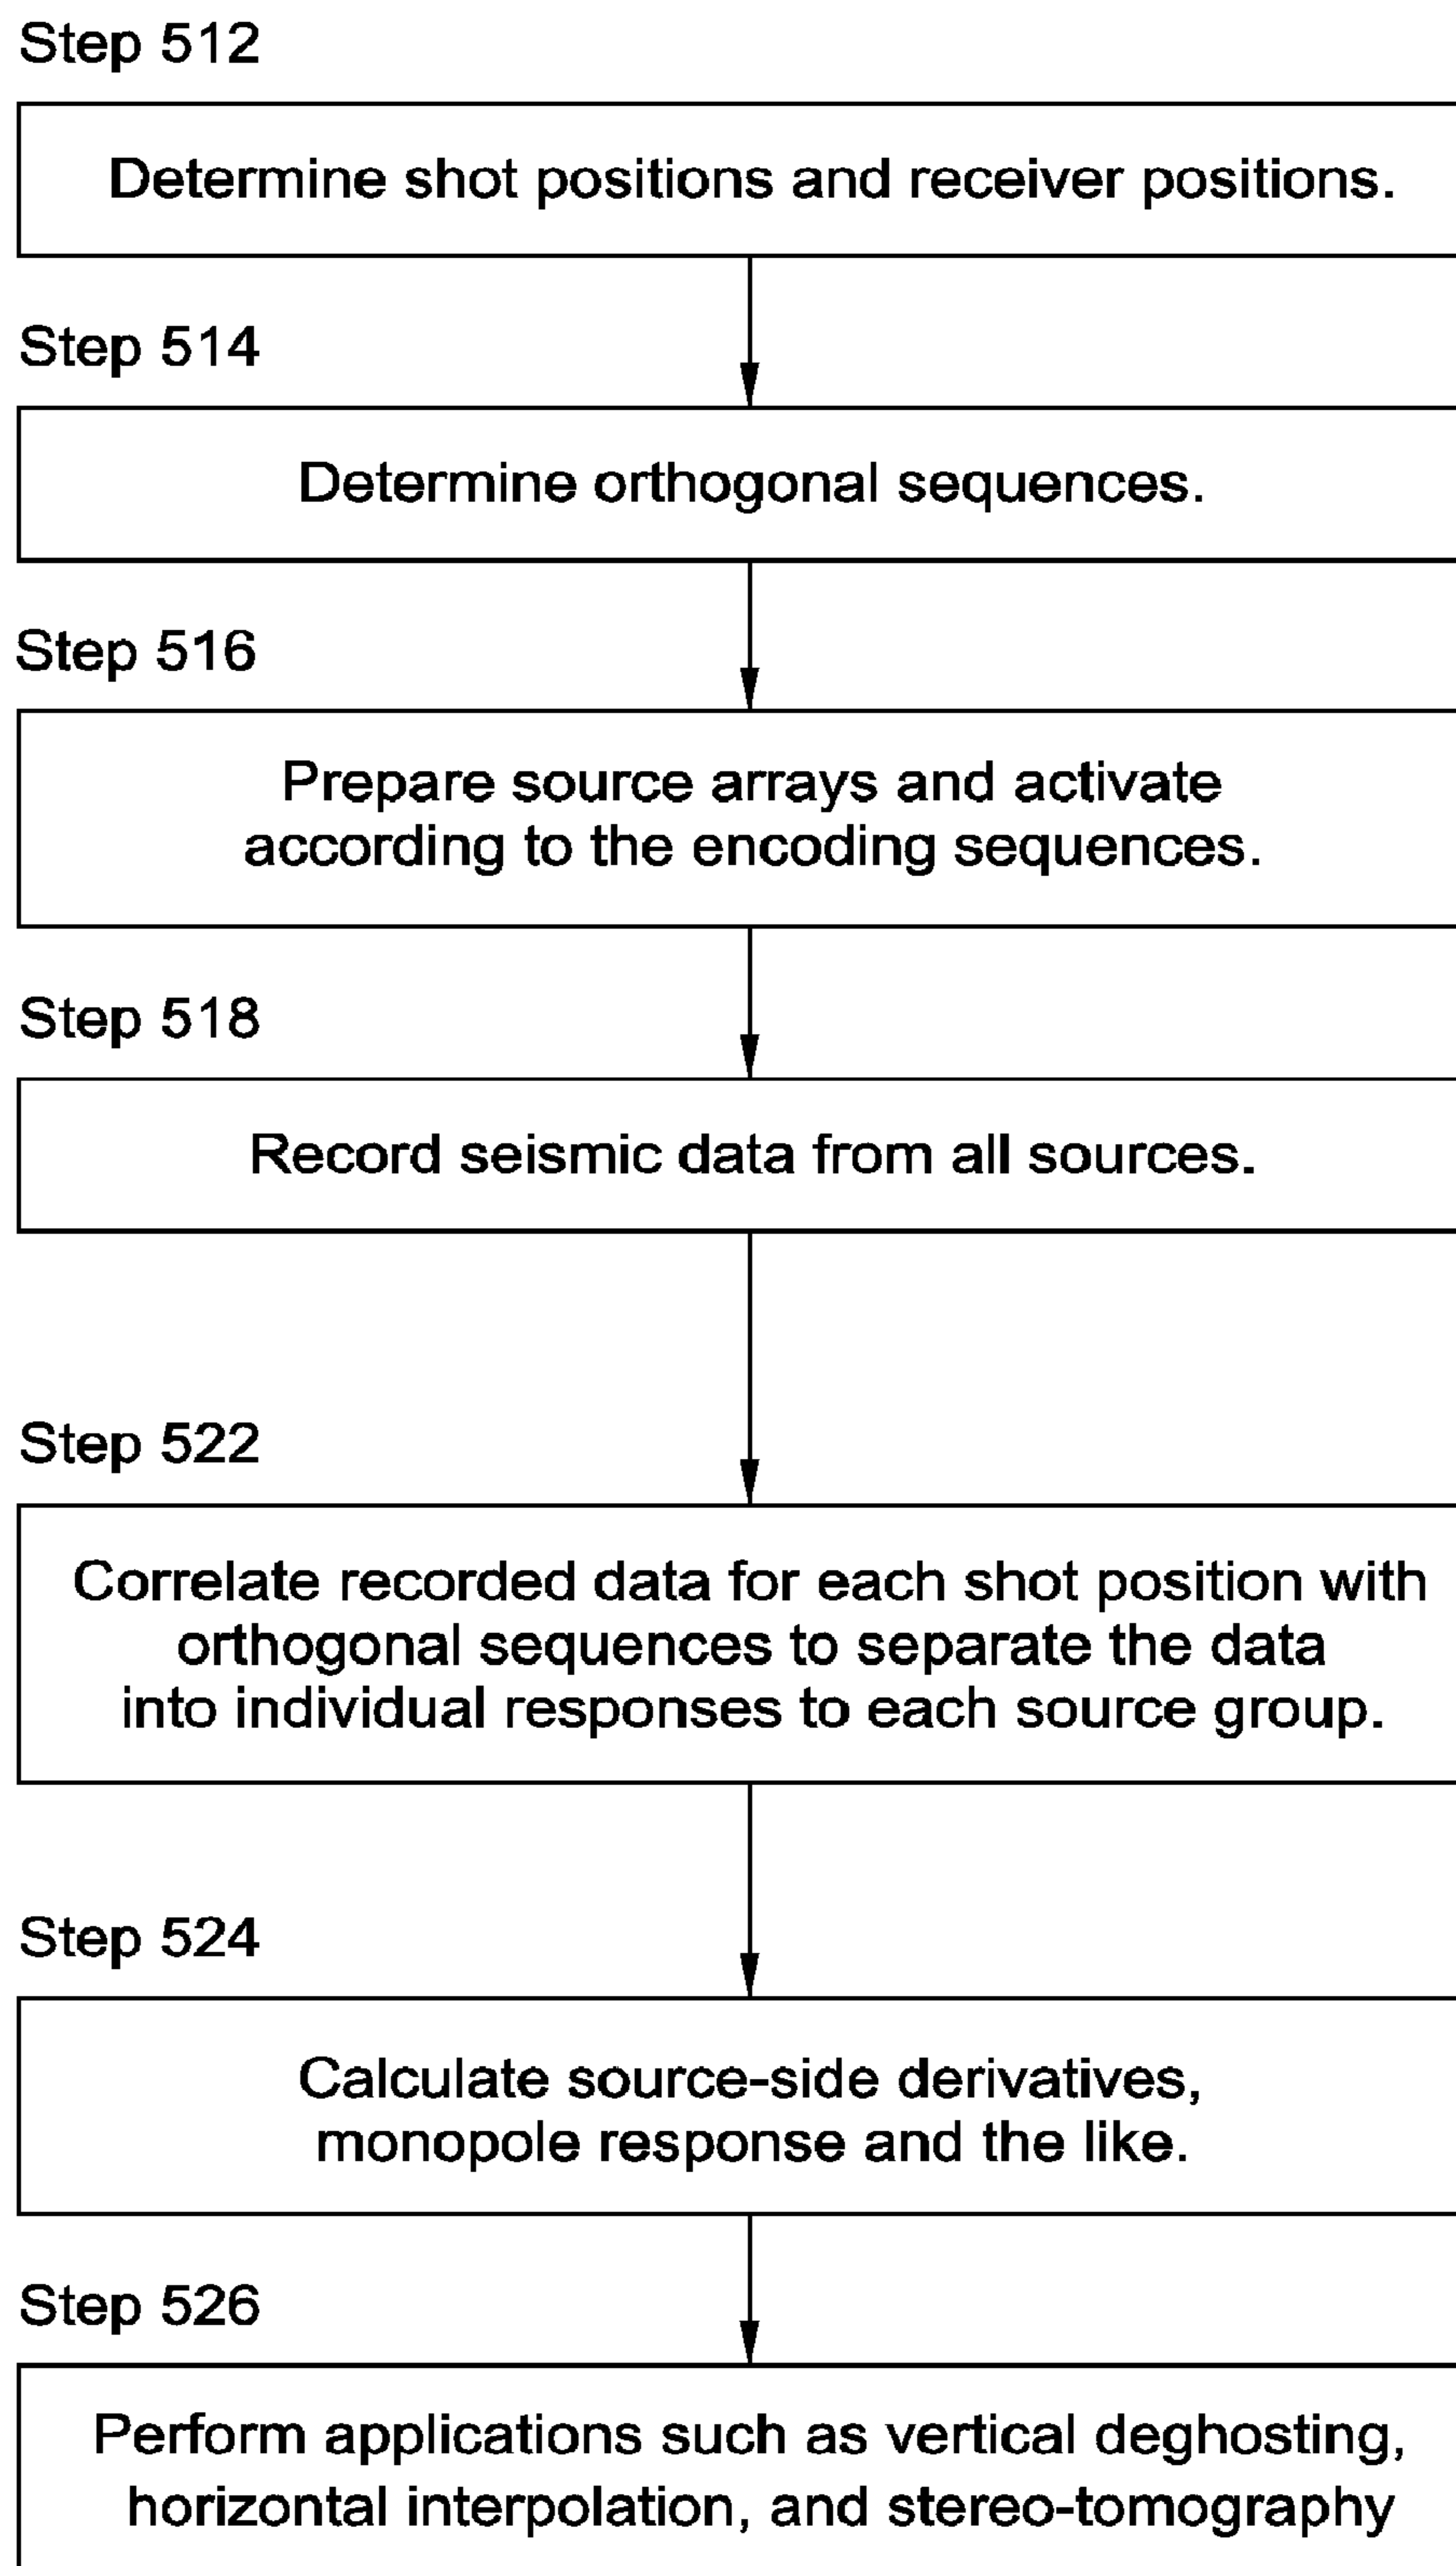 Step 512
Determine shot positions and receiver positions.
Step 514
Determine orthogonal sequences.
Step 516
Prepare source arrays and activate
according to the encoding sequences.
Step 518
Record seismic data from all sources.
Step 522
Correlate recorded data for each shot position with
orthogonal sequences to separate the data
into individual responses to each source group.
Step 524
Calculate source-side derivatives,
monopole response and the like.
Step 526
Perform applications such as vertical deghosting,
horizontal interpolation, and stereo-tomography